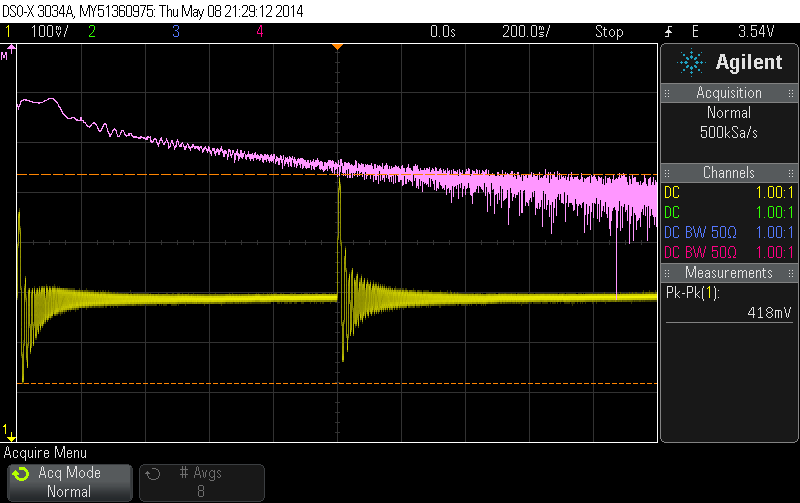 DSO-X 3034A, MY51360975: Thu May 08 21:29:12 2014
1 100mV/ 2 3 4 0.0s 200.0ms/ Stop E 3.54V
M
Agilent
Acquisition
Normal
500kSa/s
Channels
DC 1.00:1
DC 1.00:1
DC BW 50Ω 1.00:1
DC BW 50Ω 1.00:1
Measurements
Pk-Pk(1):
418mV
1
Acquire Menu
Acq Mode
Normal
# Avgs
8